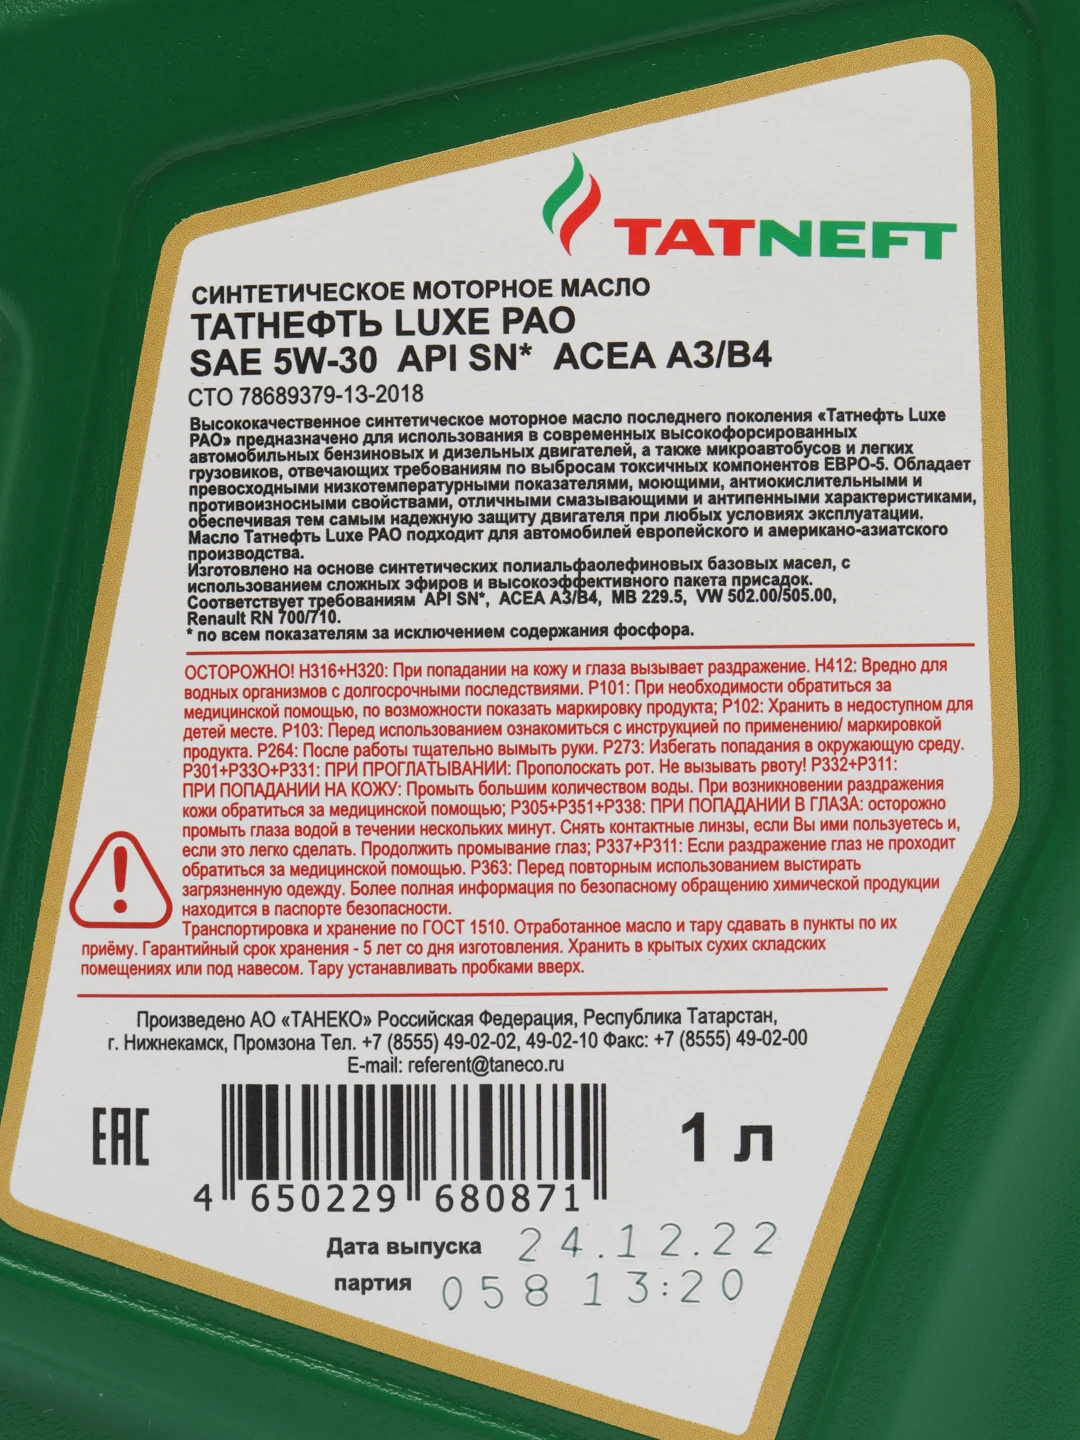 TATNEFT
СИНТЕТИЧЕСКОЕ МОТОРНОЕ МАСЛО
ТАТНЕФТЬ LUXE PAO
SAE 5W-30 API SN* ACEA A3/B4
СТО 78689379-13-2018
Высококачественное синтетическое моторное масло последнего поколения «Татнефть Luxe
PAO» предназначено для использования в современных высокофорсированных
автомобильных бензиновых и дизельных двигателей, а также микроавтобусов и легких
грузовиков, отвечающих требованиям по выбросам токсичных компонентов ЕВРО-5. Обладает
превосходными низкотемпературными показателями, моющими, антиокислительными и
противоизносными свойствами, отличными смазывающими и антипенными характеристиками,
обеспечивая тем самым надежную защиту двигателя при любых условиях эксплуатации.
Масло Татнефть Luxe PAO подходит для автомобилей европейского и американо-азиатского
производства.
Изготовлено на основе синтетических полиальфаолефиновых базовых масел, с
использованием сложных эфиров и высокоэффективного пакета присадок.
Соответствует требованиям API SN*, ACEA A3/B4, MB 229.5, VW 502.00/505.00,
Renault RN 700/710.
* по всем показателям за исключением содержания фосфора.
ОСТОРОЖНО! H316+H320: При попадании на кожу и глаза вызывает раздражение. H412: Вредно для
водных организмов с долгосрочными последствиями. P101: При необходимости обратиться за
медицинской помощью, по возможности показать маркировку продукта; P102: Хранить в недоступном для
детей месте. P103: Перед использованием ознакомиться с инструкцией по применению/ маркировкой
продукта. P264: После работы тщательно вымыть руки. P273: Избегать попадания в окружающую среду.
P301+P33O+P331: ПРИ ПРОГЛАТЫВАНИИ: Прополоскать рот. Не вызывать рвоту! P332+P311:
ПРИ ПОПАДАНИИ НА КОЖУ: Промыть большим количеством воды. При возникновении раздражения
кожи обратиться за медицинской помощью; P305+P351+P338: ПРИ ПОПАДАНИИ В ГЛАЗА: осторожно
промыть глаза водой в течении нескольких минут. Снять контактные линзы, если Вы ими пользуетесь и,
если это легко сделать. Продолжить промывание глаз; P337+P311: Если раздражение глаз не проходит
обратиться за медицинской помощью. P363: Перед повторным использованием выстирать
загрязненную одежду. Более полная информация по безопасному обращению химической продукции
находится в паспорте безопасности.
Транспортировка и хранение по ГОСТ 1510. Отработанное масло и тару сдавать в пункты по их
приёму. Гарантийный срок хранения - 5 лет со дня изготовления. Хранить в крытых сухих складских
помещениях или под навесом. Тару устанавливать пробками вверх.
Произведено АО «ТАНЕКО» Российская Федерация, Республика Татарстан,
г. Нижнекамск, Промзона Тел. +7 (8555) 49-02-02, 49-02-10 Факс: +7 (8555) 49-02-00
E-mail: referent@taneco.ru
EAC
1 л
4 650229 680871
Дата выпуска 24.12.22
партия 058 13:20